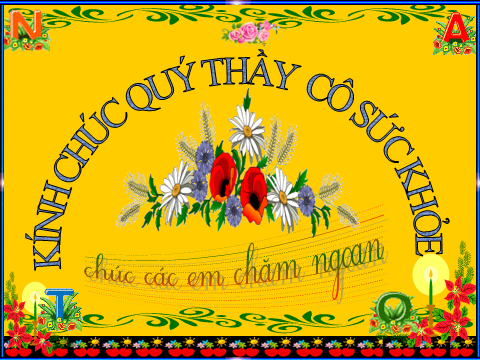 N A
KÍNH CHÚC QUÝ THẦY CÔ SỨC KHỎE
chúc các em chăm ngoan
T O